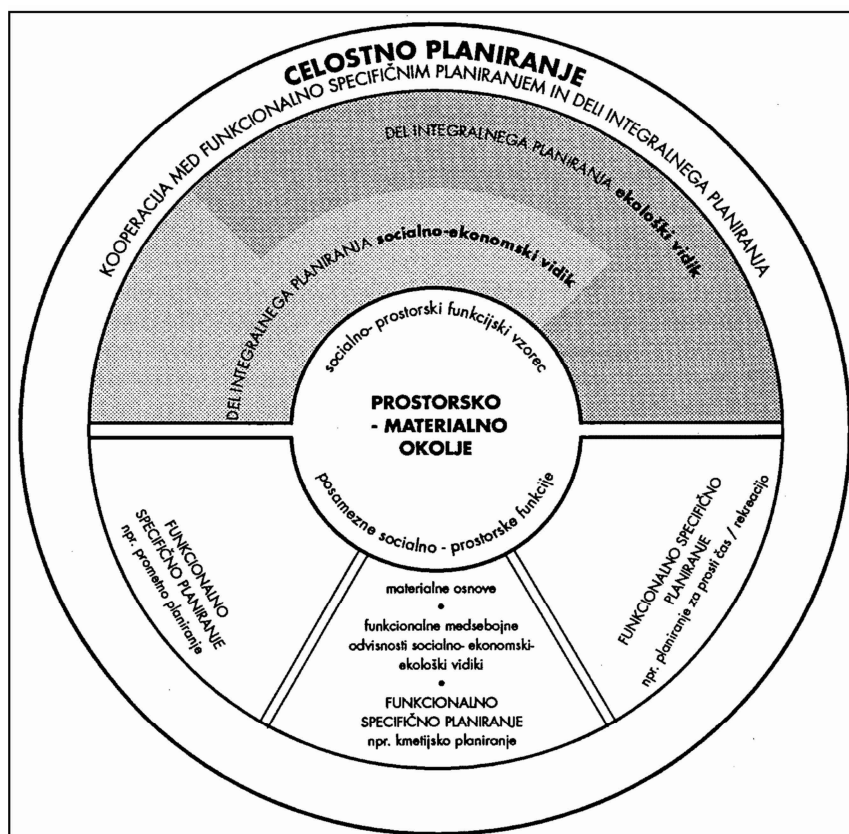 CELOSTNO PLANIRANJE
KOOPERACIJA MED FUNKCIONALNO SPECIFIČNIM PLANIRANJEM IN DELI INTEGRALNEGA PLANIRANJA
DEL INTEGRALNEGA PLANIRANJA ekološki vidik
DEL INTEGRALNEGA PLANIRANJA socialno-ekonomski vidik
socialno- prostorski funkcijski vzorec
PROSTORSKO
- MATERIALNO
OKOLJE
posamezne socialno - prostorske funkcije
FUNKCIONALNO
SPECIFIČNO PLANIRANJE
npr. prometno planiranje
materialne osnove
•
funkcionalne medsebojne
odvisnosti socialno- ekonomski-
ekološki vidiki
•
FUNKCIONALNO
SPECIFIČNO PLANIRANJE
npr. kmetijsko planiranje
FUNKCIONALNO SPECIFIČNO
PLANIRANJE
npr. planiranje za prosti čas / rekreacijo